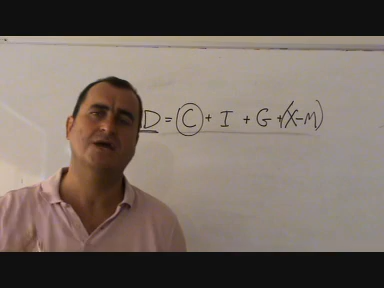 D = C + I + G + (X-M)